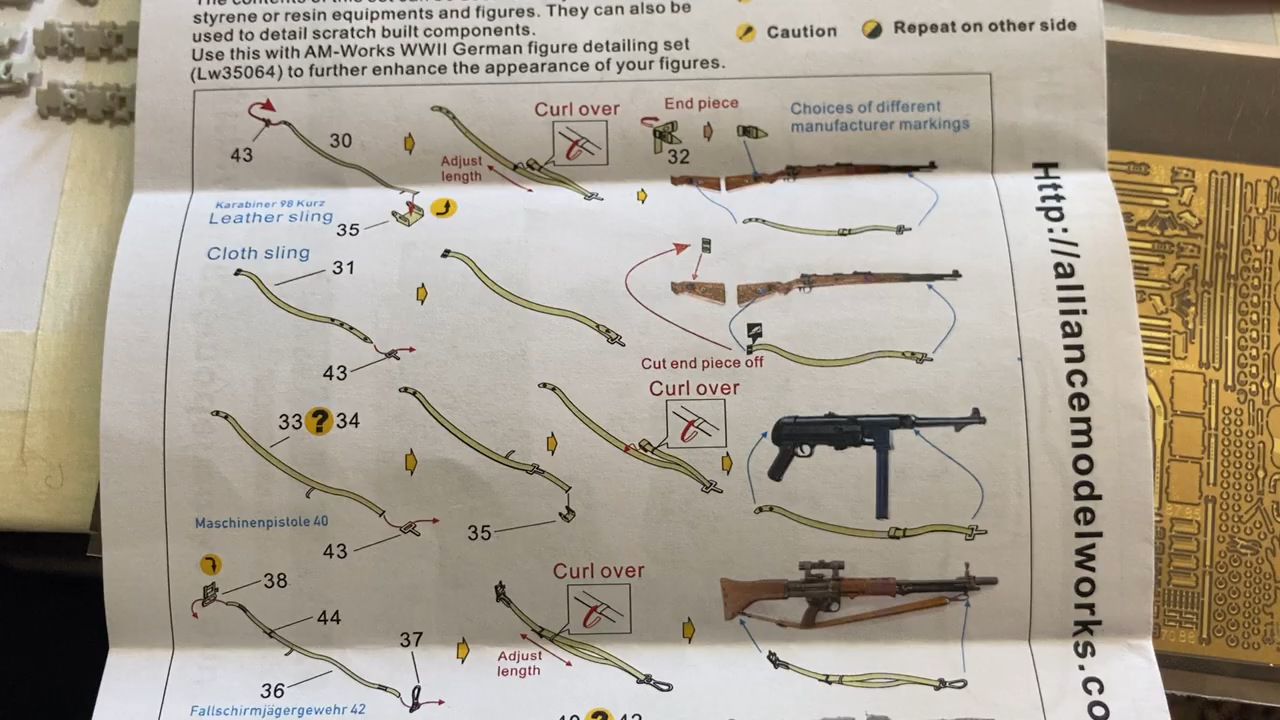 styrene or resin equipments and figures. They can also be
used to detail scratch built components.
Use this with AM-Works WWII German figure detailing set
(Lw35064) to further enhance the appearance of your figures.
Caution
Repeat on other side
43
30
Adjust
length
Curl over
End piece
32
Choices of different
manufacturer markings
Karabiner 98 Kurz
Leather sling
35
Cloth sling
31
43
Cut end piece off
33 ? 34
Curl over
Maschinenpistole 40
43
35
38
44
37
36
Curl over
Adjust
length
Fallschirmjägergewehr 42
Http://alliancemodelworks.co